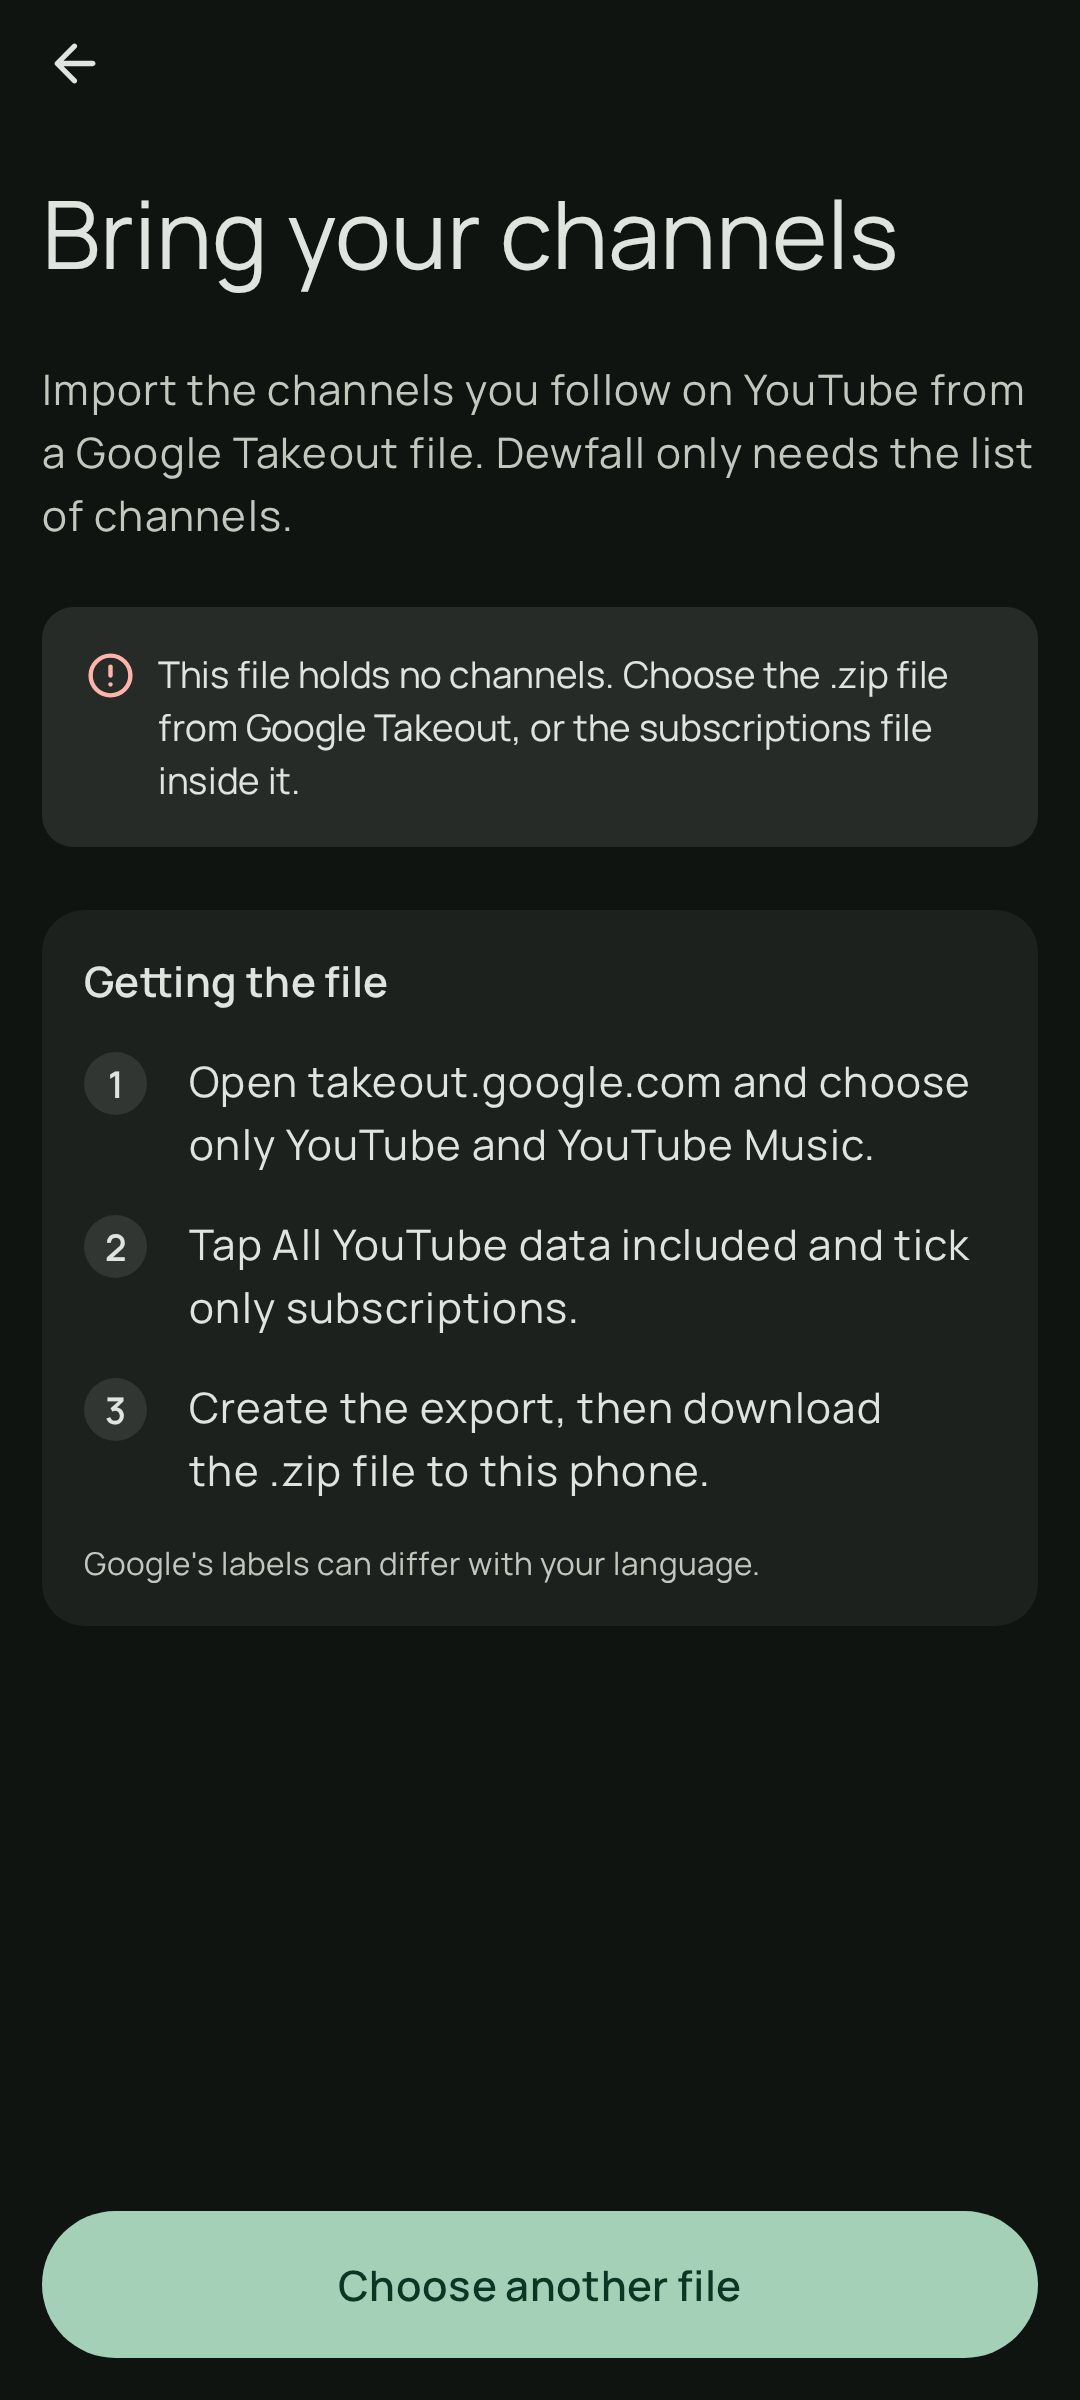 Bring your channels
Import the channels you follow on YouTube from
a Google Takeout file. Dewfall only needs the list
of channels.
This file holds no channels. Choose the .zip file
from Google Takeout, or the subscriptions file
inside it.
Getting the file
1 Open takeout.google.com and choose
only YouTube and YouTube Music.
2 Tap All YouTube data included and tick
only subscriptions.
3 Create the export, then download
the .zip file to this phone.
Google's labels can differ with your language.
Choose another file